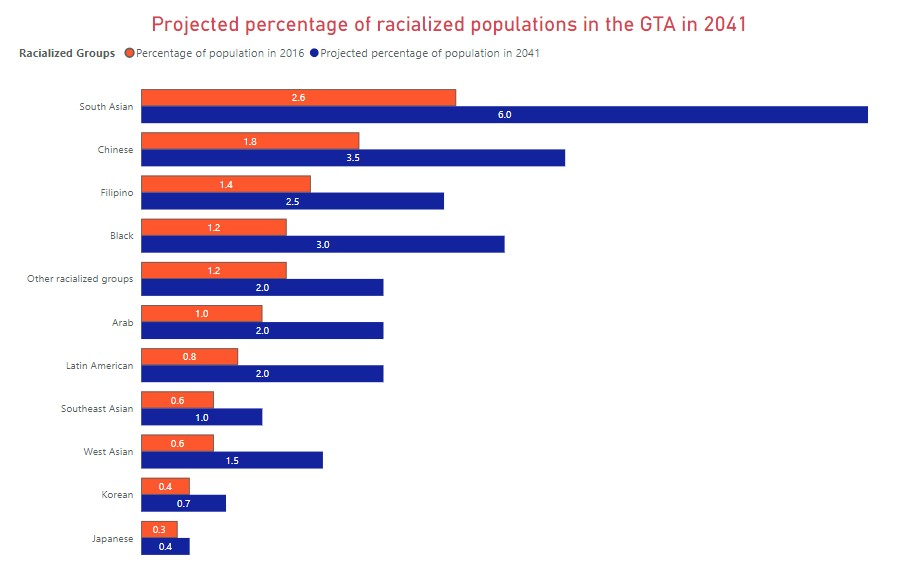 Projected percentage of racialized populations in the GTA in 2041
Racialized Groups Percentage of population in 2016 Projected percentage of population in 2041
South Asian 2.6
6.0
Chinese 1.8
3.5
Filipino 1.4
2.5
Black 1.2
3.0
Other racialized groups 1.2
2.0
Arab 1.0
2.0
Latin American 0.8
2.0
Southeast Asian 0.6
1.0
West Asian 0.6
1.5
Korean 0.4
0.7
Japanese 0.3
0.4